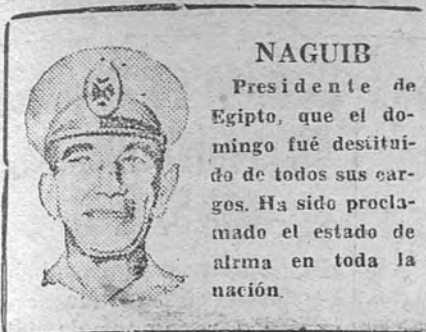 NAGUIB
Presidente de
Egipto, que el do-
mingo fué destituí-
do de todos sus car-
gos. Ha sido procla-
mado el estado de
alrma en toda la
nación.